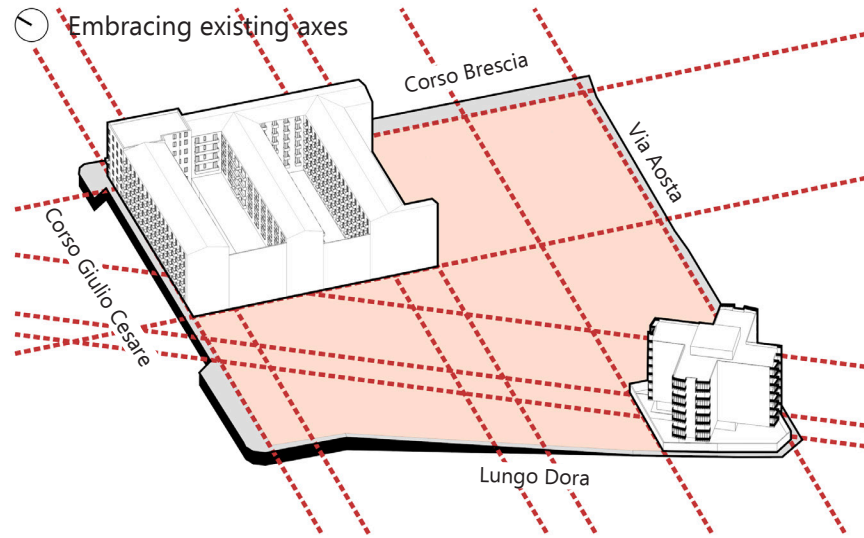 Embracing existing axes
Corso Brescia
Via Aosta
Corso Giulio Cesare
Lungo Dora